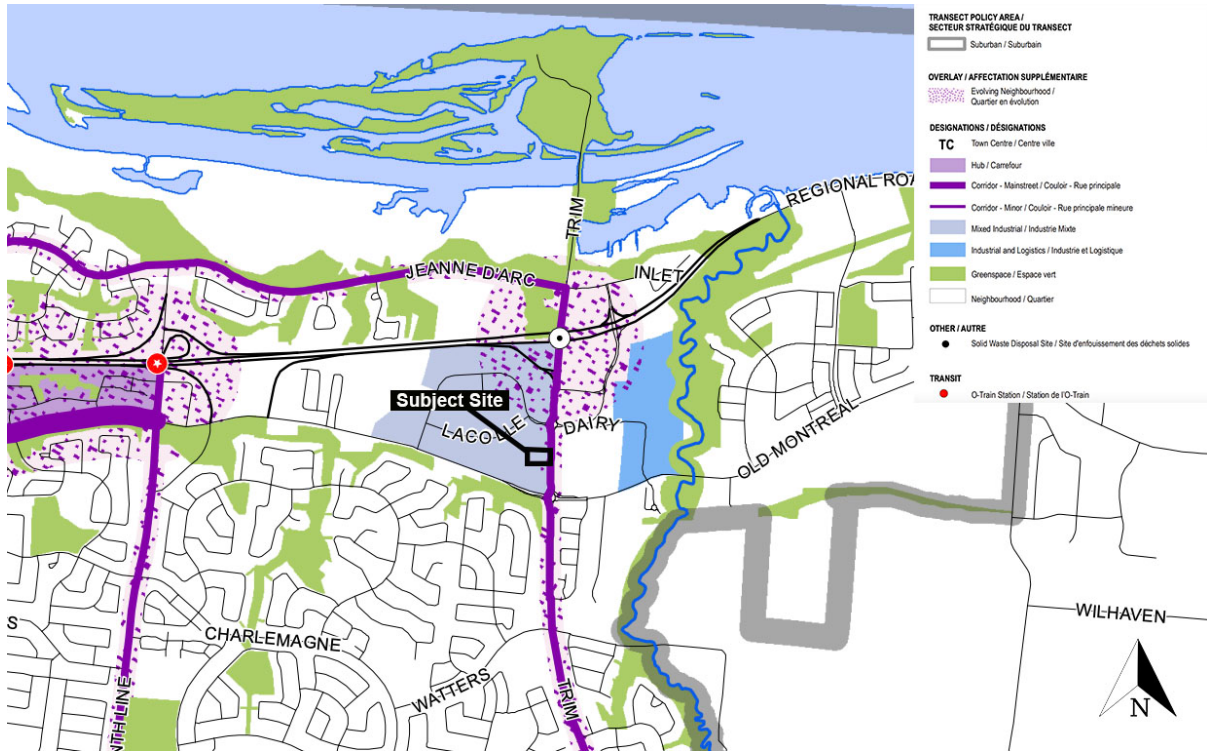 TRANSECT POLICY AREA /
SECTEUR STRATÉGIQUE DU TRANSECT
Suburban / Suburbain
OVERLAY / AFFECTATION SUPPLÉMENTAIRE
Evolving Neighbourhood /
Quartier en évolution
DESIGNATIONS / DÉSIGNATIONS
TC Town Centre / Centre ville
Hub / Carrefour
Corridor - Mainstreet / Couloir - Rue principale
Corridor - Minor / Couloir - Rue principale mineure
Mixed Industrial / Industrie Mixte
Industrial and Logistics / Industrie et Logistique
Greenspace / Espace vert
Neighbourhood / Quartier
OTHER / AUTRE
Solid Waste Disposal Site / Site d'enfouissement des déchets solides
TRANSIT
O-Train Station / Station de l'O-Train
REGIONAL ROA
TRIM
INLET
JEANNE D'ARC
Subject Site
LACOLLE
DAIRY
OLD MONTREAL
WILHAVEN
S
CHARLEMAGNE
WATTERS
TRIM
NTH LINE
N